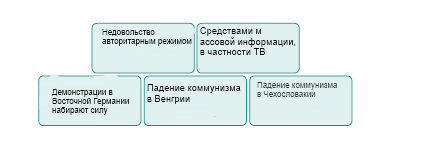 Недовольство
авторитарным режимом
Средствами м
ассовой информации,
в частности ТВ
Демонстрации в
Восточной Германии
набирают силу
Падение коммунизма
в Венгрии
Падение коммунизма
в Чехословакии